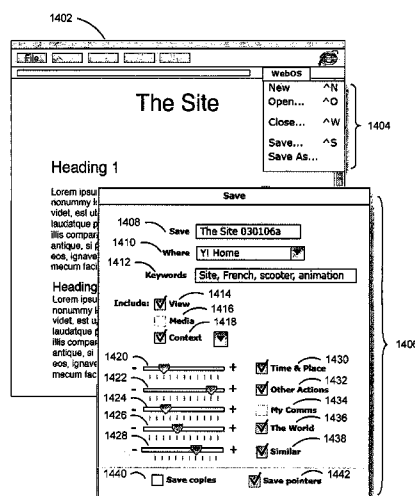 1402
File
WebOS
The Site
New ^N
Open... ^O
Close... ^W
Save... ^S
Save As...
1404
Heading 1
Lorem ipsu
nonummy
videt, est ut
laudatque p
illis compar
antique, si p
eos, ignave
mecum faci
Save
1408 Save The Site 030106a
1410 Where Y! Home
1412 Keywords Site, French, scooter, animation
Heading
Lorem ipsu
nonummy
videt, est u
laudatque
illis compa
antique, si
eos, ignave
mecum fac
Include: View 1414
Media 1416
Context 1418
1406
1420 - + Time & Place 1430
1422 - + Other Actions 1432
1424 - + My Comms 1434
1426 - + The World 1436
1428 - + Similar 1438
1440 Save copies Save pointers 1442